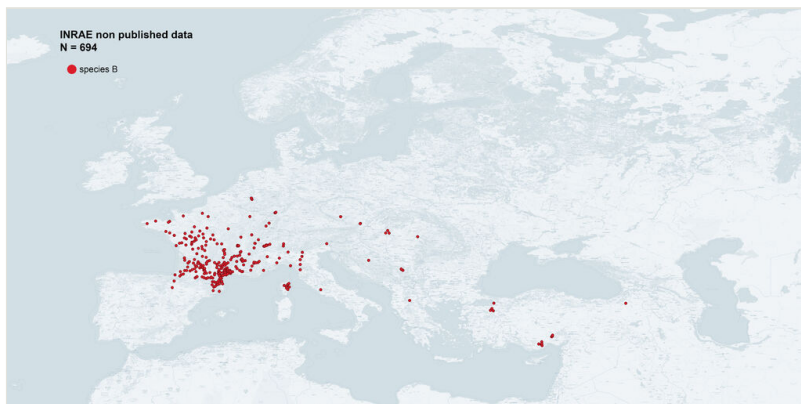 INRAE non published data
N = 694
species B